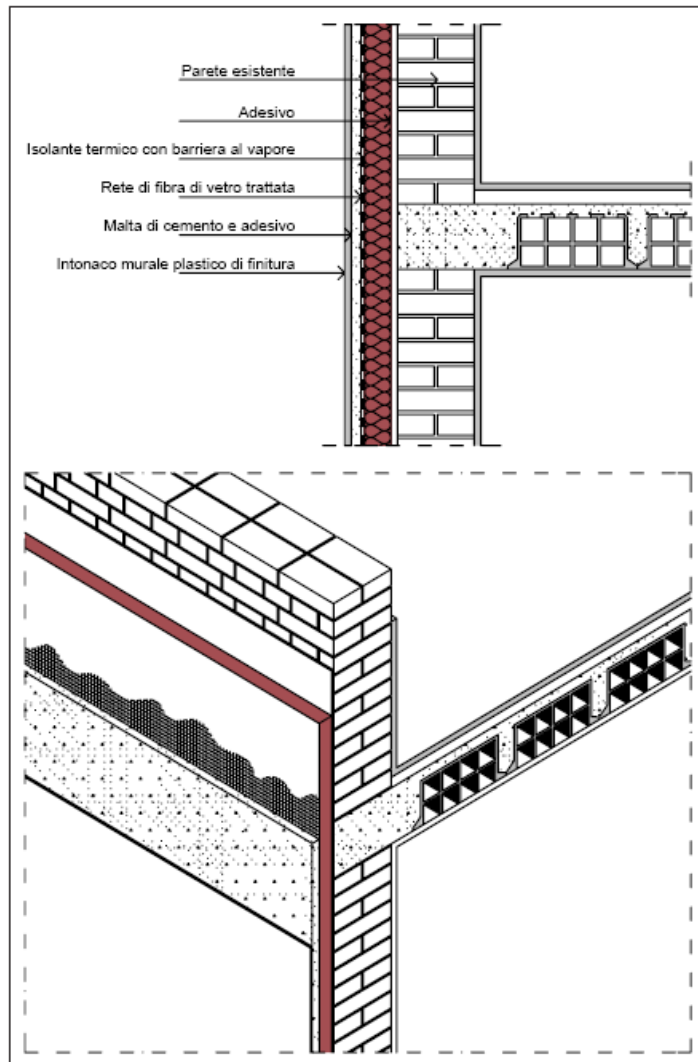 Parete esistente
Adesivo
Isolante termico con barriera al vapore
Rete di fibra di vetro trattata
Malta di cemento e adesivo
Intonaco murale plastico di finitura